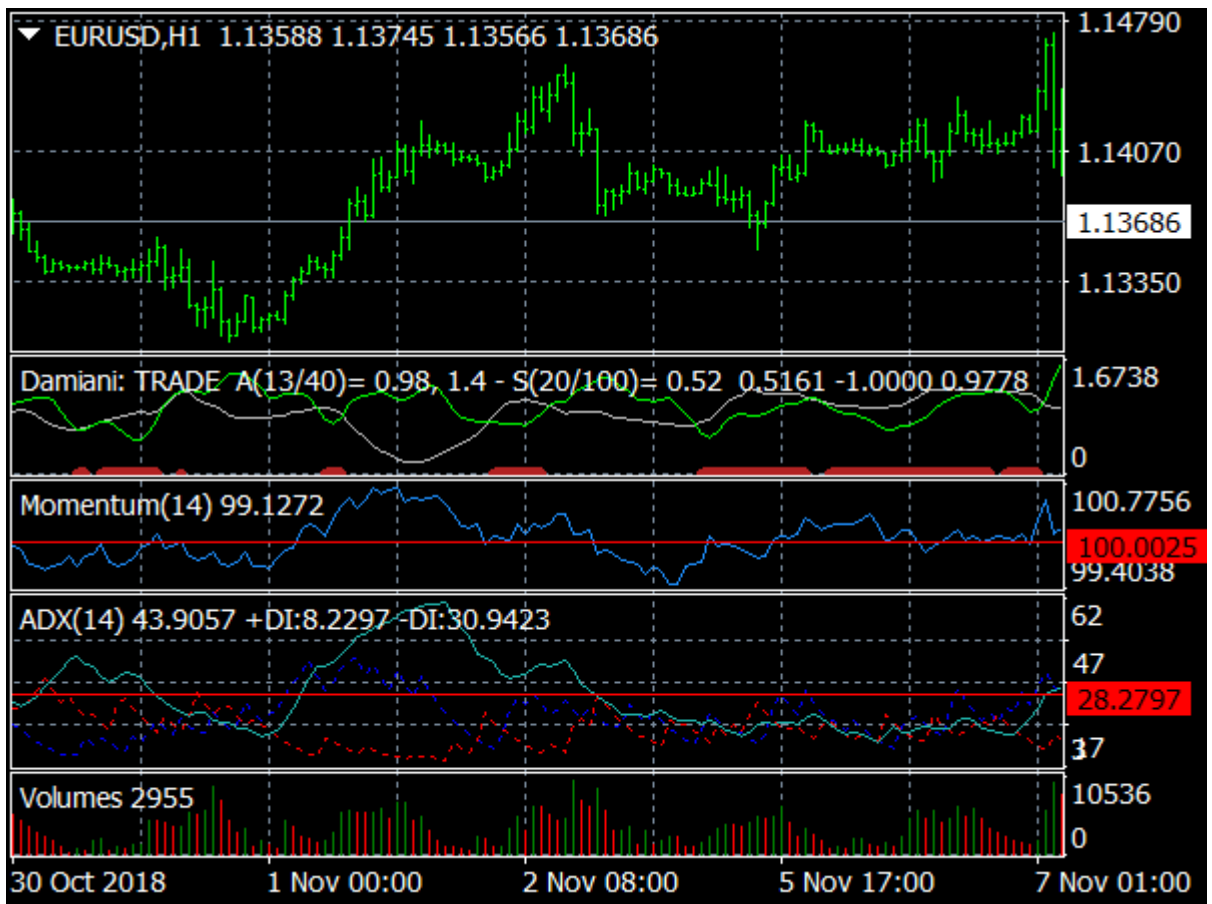 EURUSD,H1 1.13588 1.13745 1.13566 1.13686
1.14790
1.14070
1.13686
1.13350
Damiani: TRADE A(13/40)= 0.98, 1.4 - S(20/100)= 0.52 0.5161 -1.0000 0.9778
1.6738
0
Momentum(14) 99.1272
100.7756
100.0025
99.4038
ADX(14) 43.9057 +DI:8.2297 -DI:30.9423
62
47
28.2797
17
Volumes 2955
10536
0
30 Oct 2018 1 Nov 00:00 2 Nov 08:00 5 Nov 17:00 7 Nov 01:00